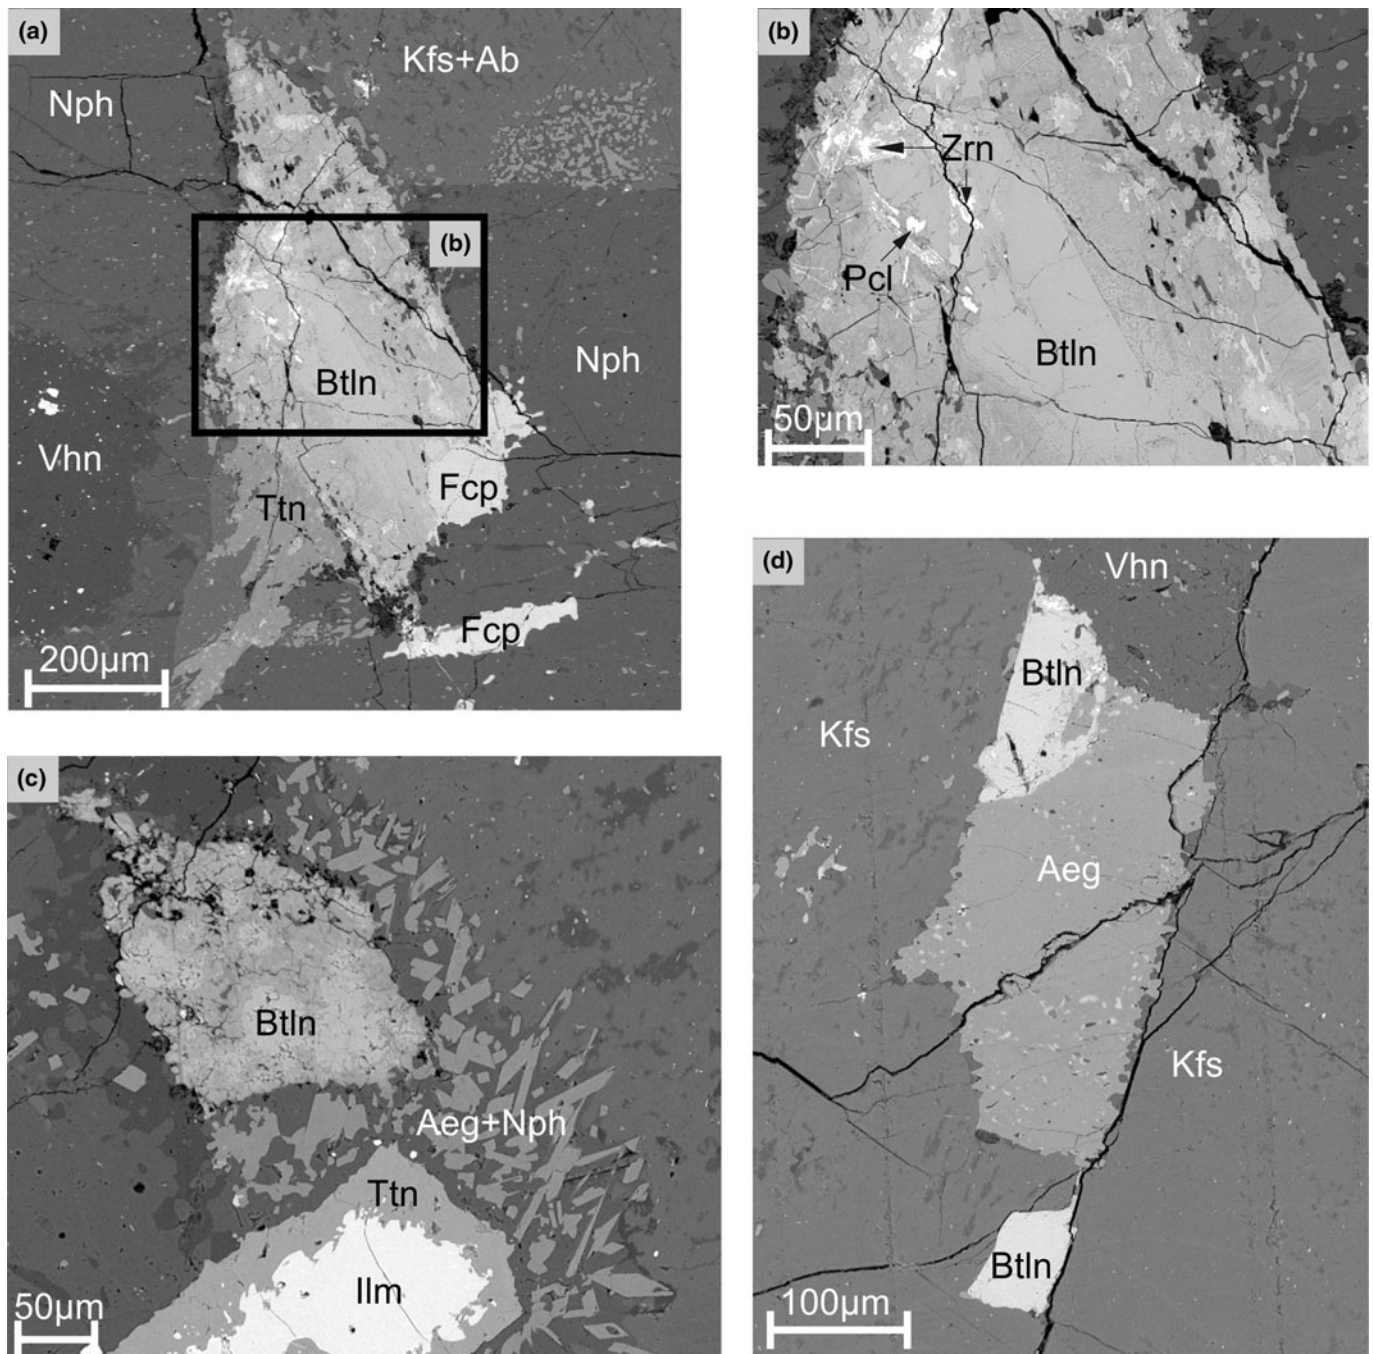 (a)
Kfs+Ab
Nph
(b)
Btln
Nph
Vhn
Ttn
Fcp
Fcp
200µm
(b)
Zrn
Pcl
Btln
50µm
(c)
Btln
Aeg+Nph
Ttn
Ilm
50µm
(d)
Vhn
Btln
Kfs
Aeg
Kfs
Btln
100µm